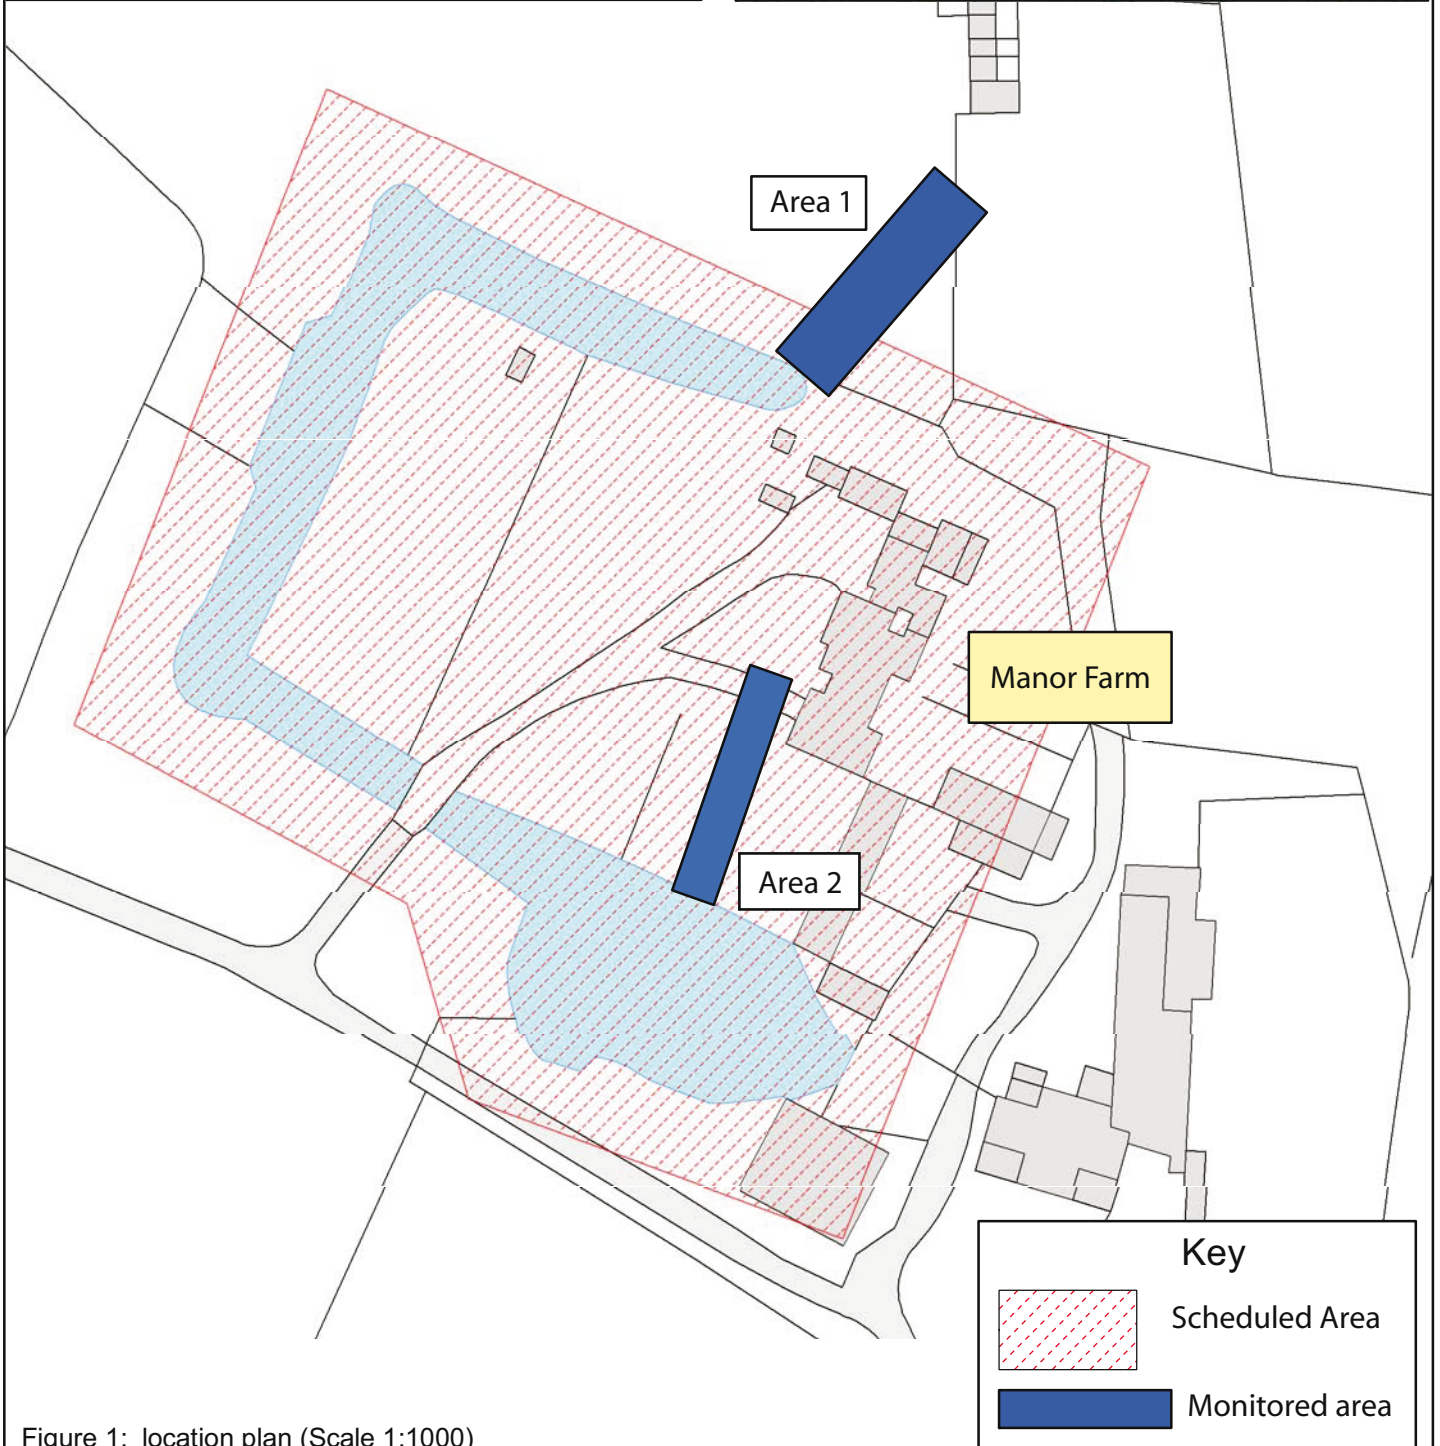 Area 1
Manor Farm
Area 2
Key
Scheduled Area
Monitored area
Figure 1: location plan (Scale 1:1000)